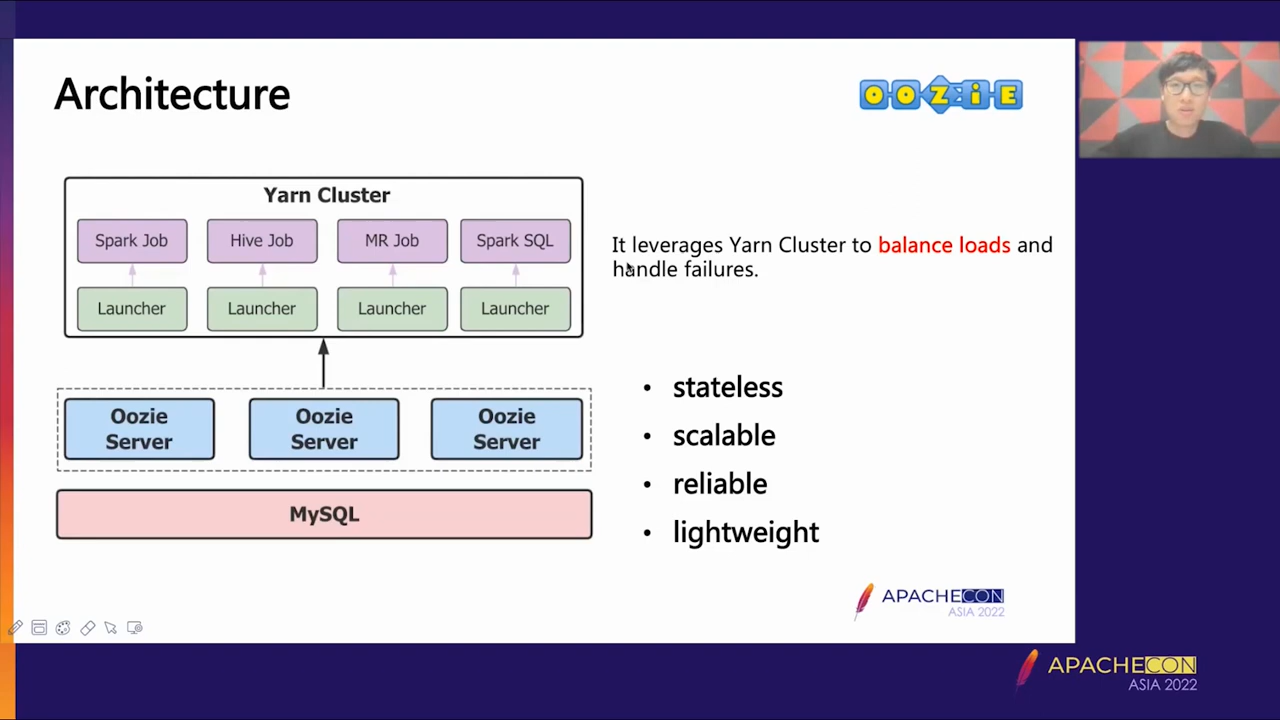 Architecture
OOZiE
Yarn Cluster
Spark Job
Hive Job
MR Job
Spark SQL
Launcher
Launcher
Launcher
Launcher
It leverages Yarn Cluster to balance loads and
handle failures.
Oozie
Server
Oozie
Server
Oozie
Server
MySQL
• stateless
• scalable
• reliable
• lightweight
APACHECON
ASIA 2022
APACHECON
ASIA 2022